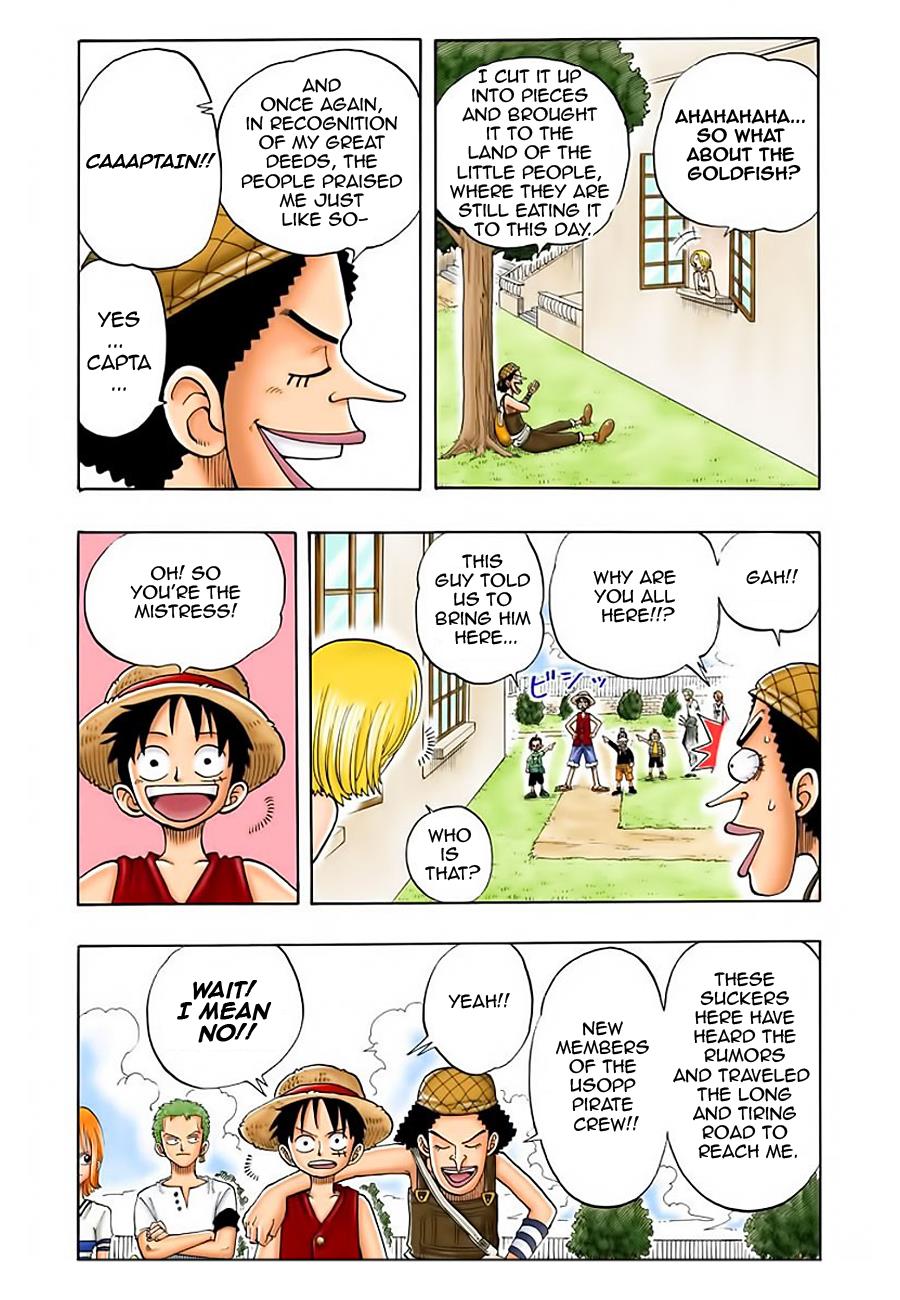 AHAHAHAHA...
SO WHAT
ABOUT THE
GOLDFISH?
I CUT IT UP
INTO PIECES
AND BROUGHT
IT TO THE
LAND OF THE
LITTLE PEOPLE,
WHERE THEY ARE
STILL EATING IT
TO THIS DAY.
AND
ONCE AGAIN,
IN RECOGNITION
OF MY GREAT
DEEDS, THE
PEOPLE PRAISED
ME JUST
LIKE SO-
CAAAPTAIN!!
YES
...
CAPTA
...
GAH!!
WHY ARE
YOU ALL
HERE!!?
THIS
GUY TOLD
US TO
BRING HIM
HERE...
ビシッ
WHO
IS
THAT?
OH! SO
YOU'RE THE
MISTRESS!
THESE
SUCKERS
HERE HAVE
HEARD THE
RUMORS
AND TRAVELED
THE LONG
AND TIRING
ROAD TO
REACH ME.
NEW
MEMBERS
OF THE
USOPP
PIRATE
CREW!!
YEAH!!
WAIT!
I MEAN
NO!!